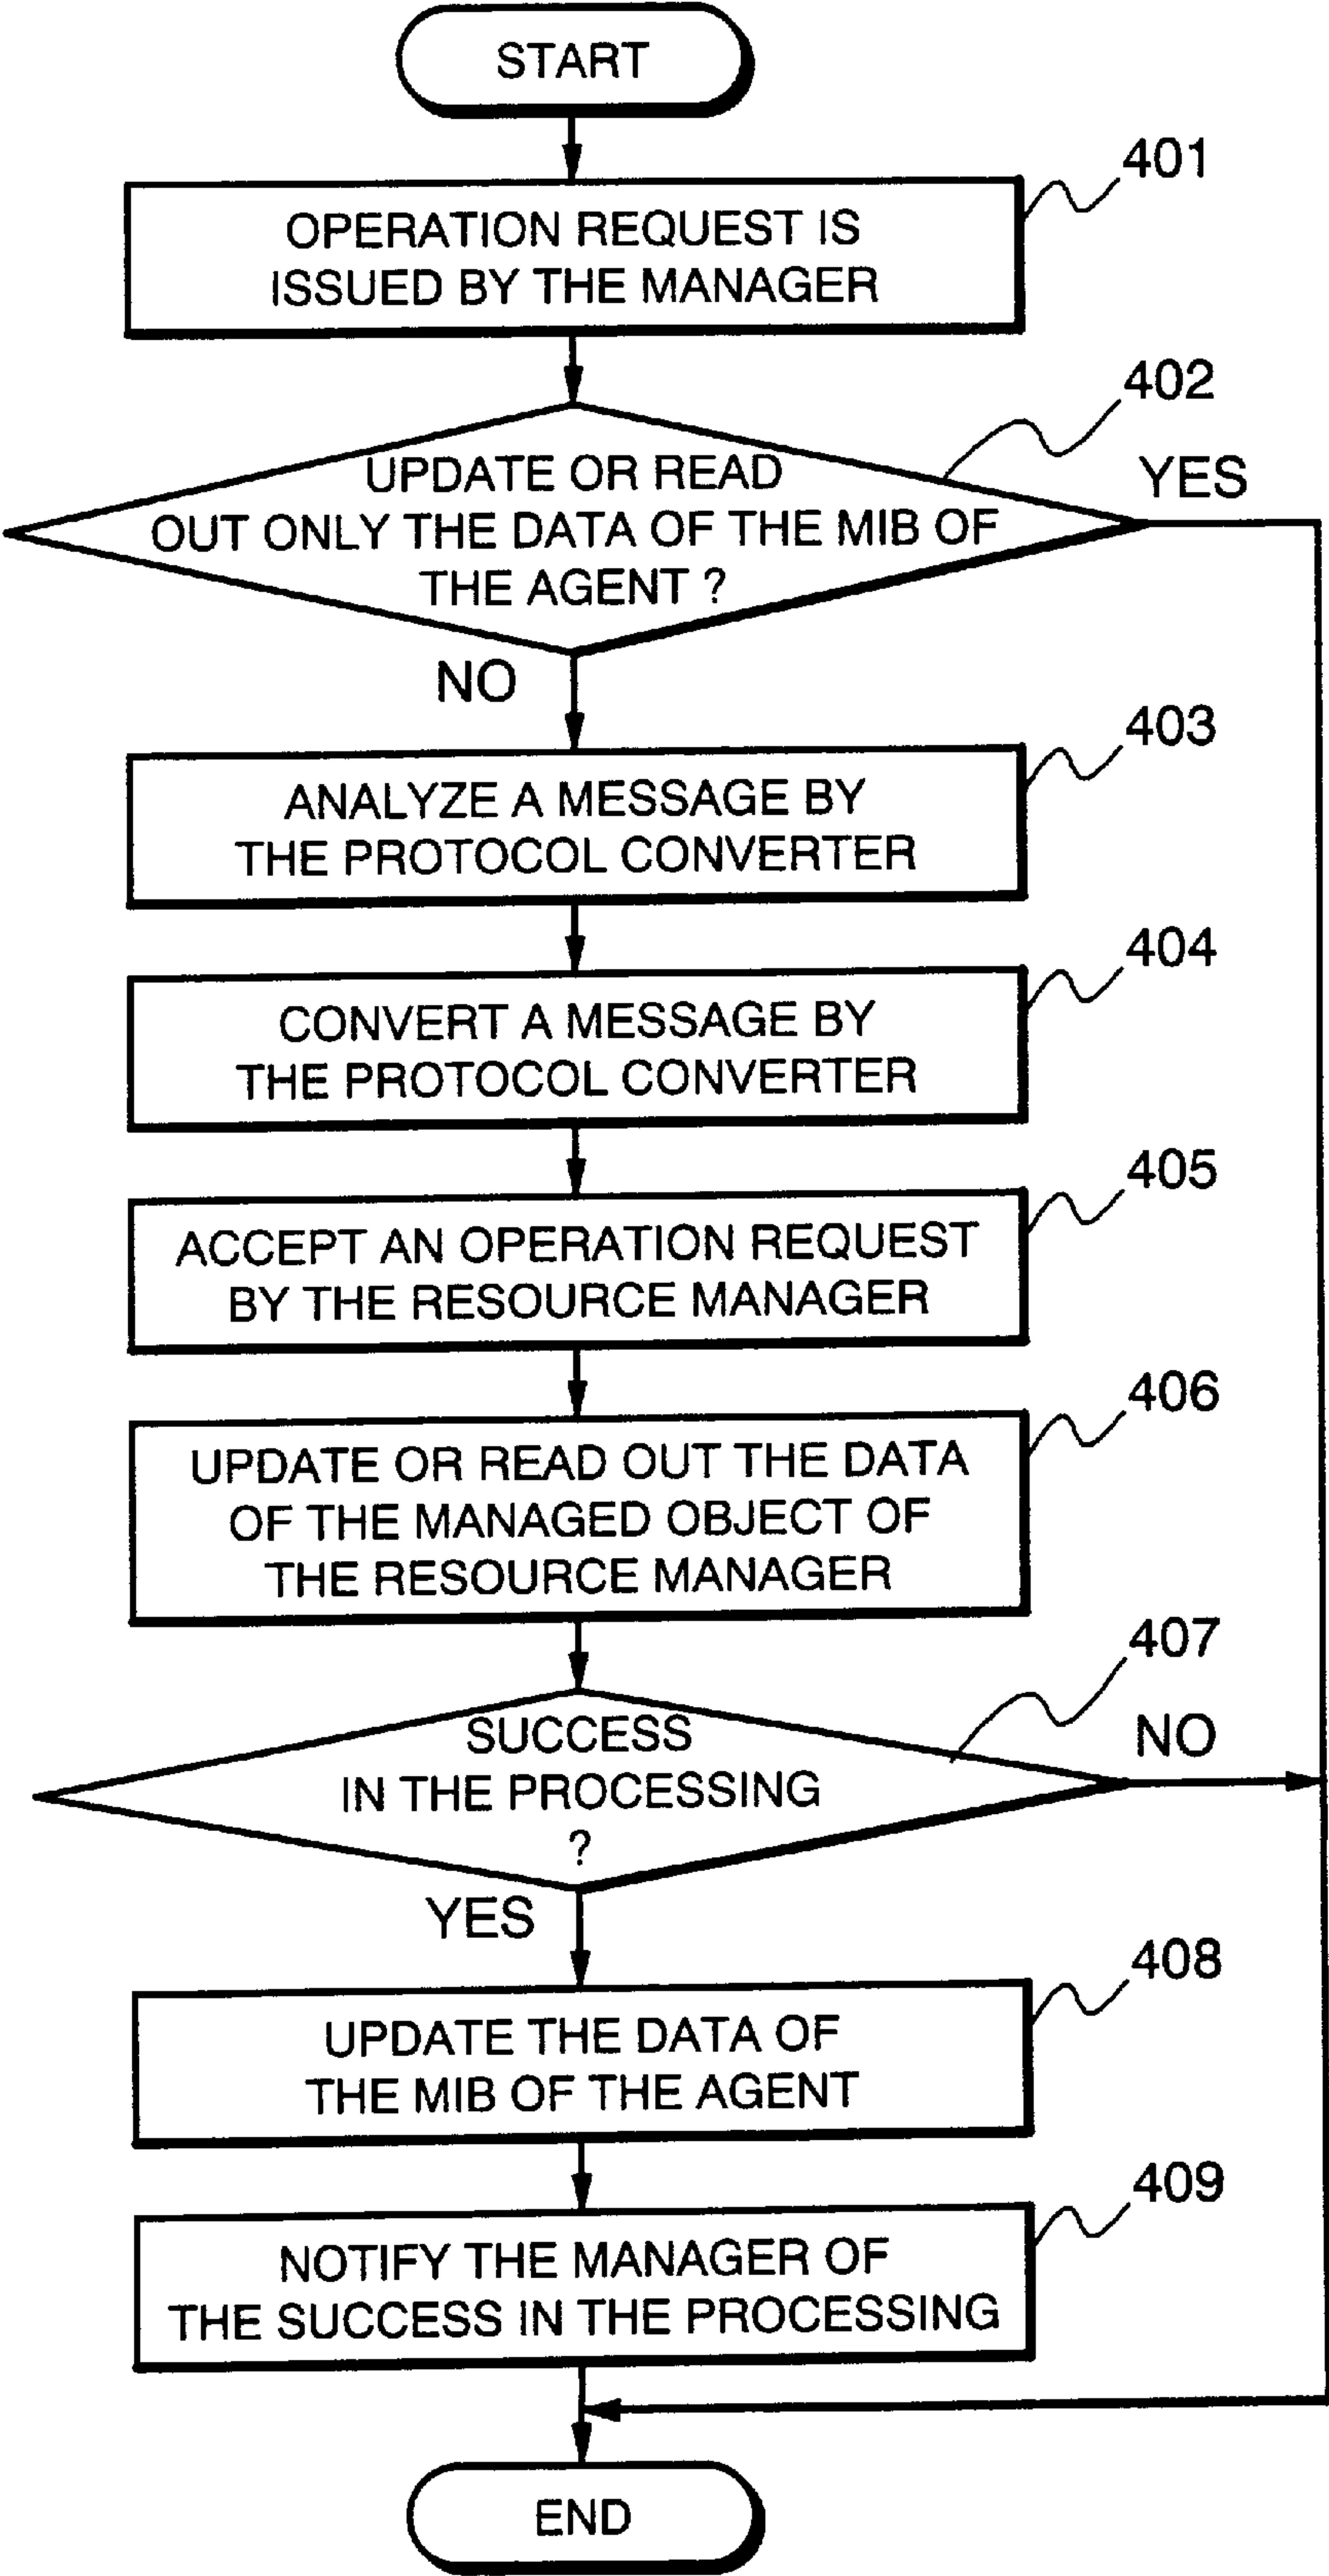 START
401
OPERATION REQUEST IS
ISSUED BY THE MANAGER
402
UPDATE OR READ
OUT ONLY THE DATA OF THE MIB OF
THE AGENT ?
YES
NO
403
ANALYZE A MESSAGE BY
THE PROTOCOL CONVERTER
404
CONVERT A MESSAGE BY
THE PROTOCOL CONVERTER
405
ACCEPT AN OPERATION REQUEST
BY THE RESOURCE MANAGER
406
UPDATE OR READ OUT THE DATA
OF THE MANAGED OBJECT OF
THE RESOURCE MANAGER
407
SUCCESS
IN THE PROCESSING
?
NO
YES
408
UPDATE THE DATA OF
THE MIB OF THE AGENT
409
NOTIFY THE MANAGER OF
THE SUCCESS IN THE PROCESSING
END